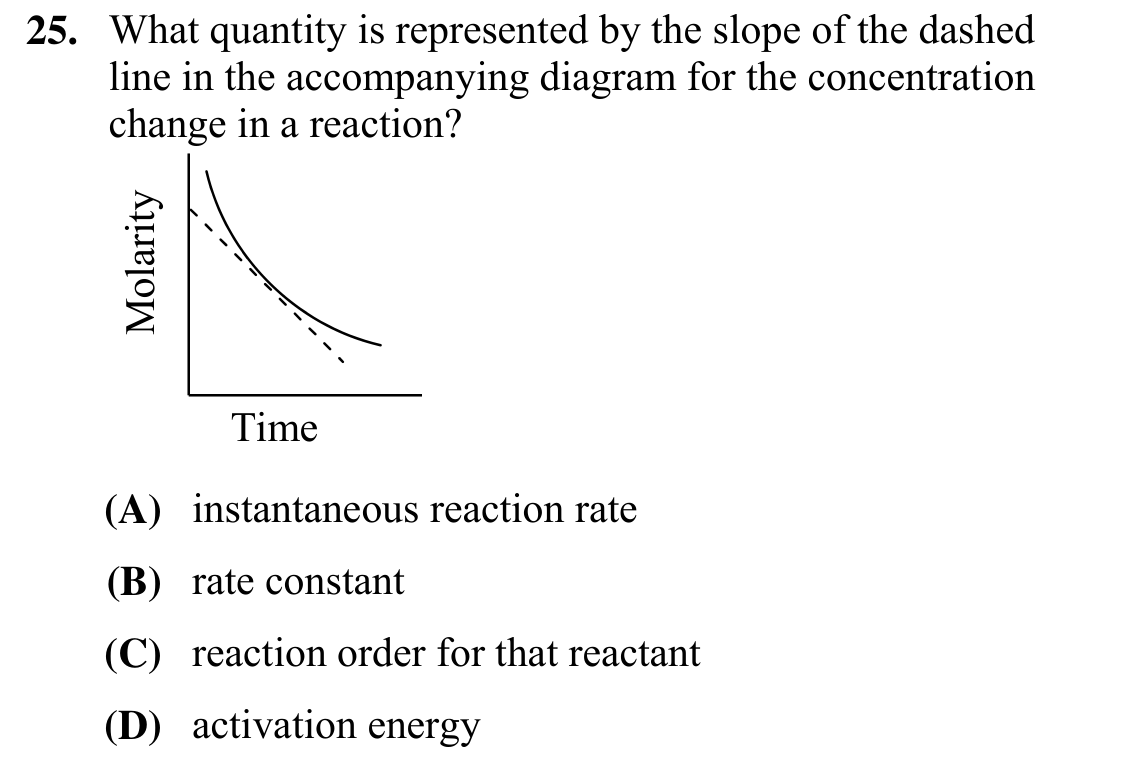 25. What quantity is represented by the slope of the dashed
line in the accompanying diagram for the concentration
change in a reaction?
Molarity
Time
(A) instantaneous reaction rate
(B) rate constant
(C) reaction order for that reactant
(D) activation energy